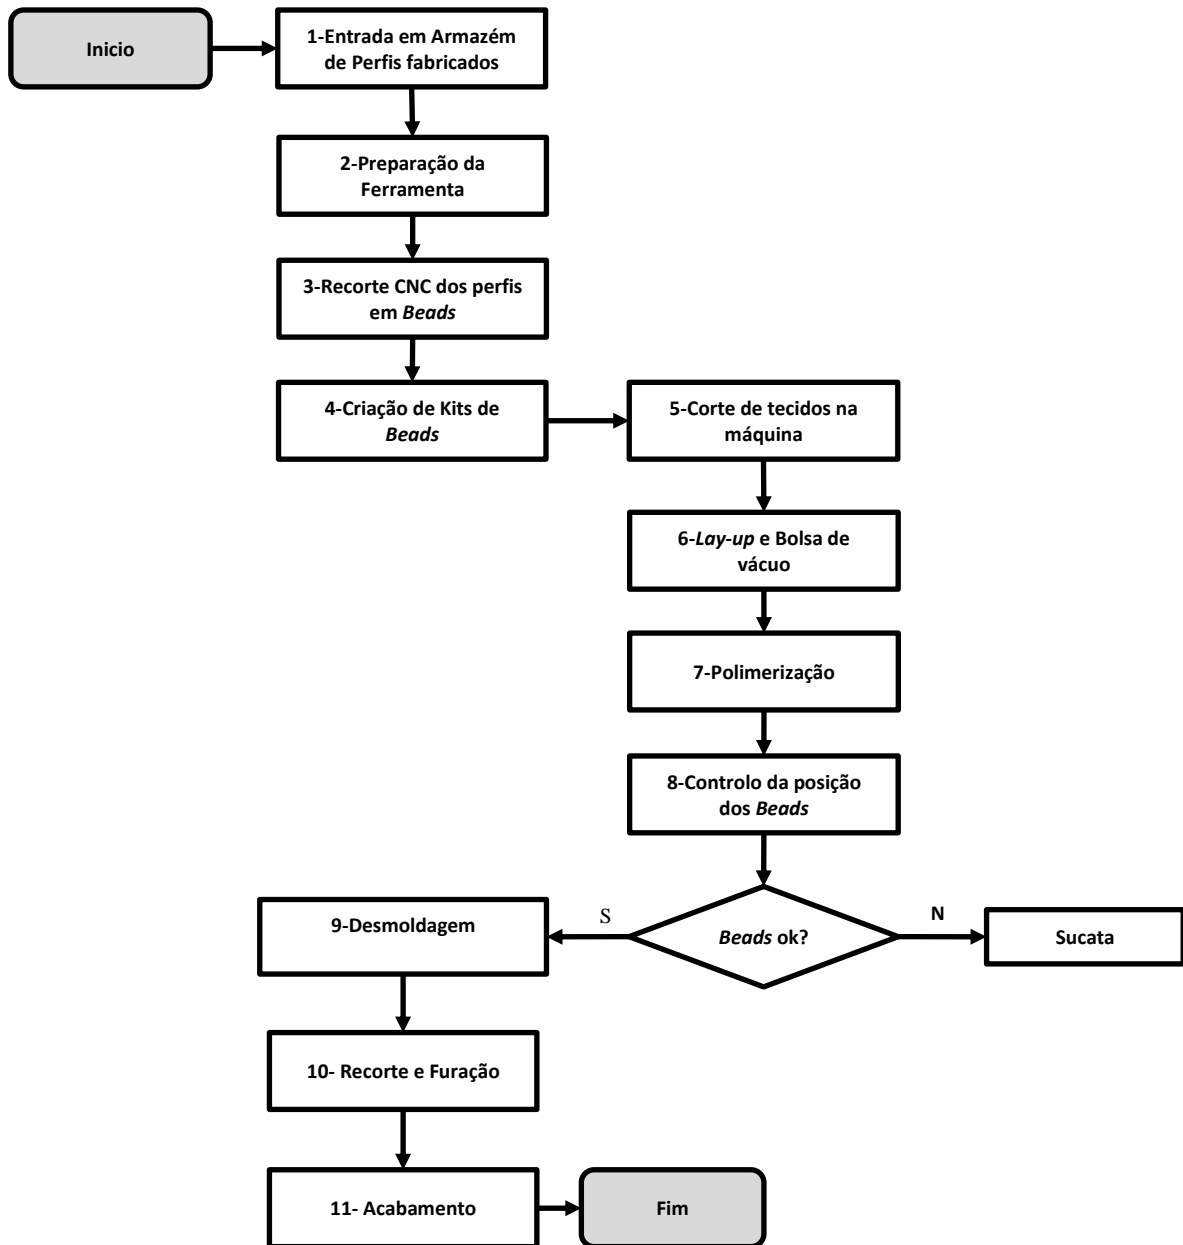 Inicio
1-Entrada em Armazém
de Perfis fabricados
2-Preparação da
Ferramenta
3-Recorte CNC dos perfis
em Beads
4-Criação de Kits de
Beads
5-Corte de tecidos na
máquina
6-Lay-up e Bolsa de
vácuo
7-Polimerização
8-Controlo da posição
dos Beads
Beads ok?
S
N
Sucata
9-Desmoldagem
10- Recorte e Furação
11- Acabamento
Fim